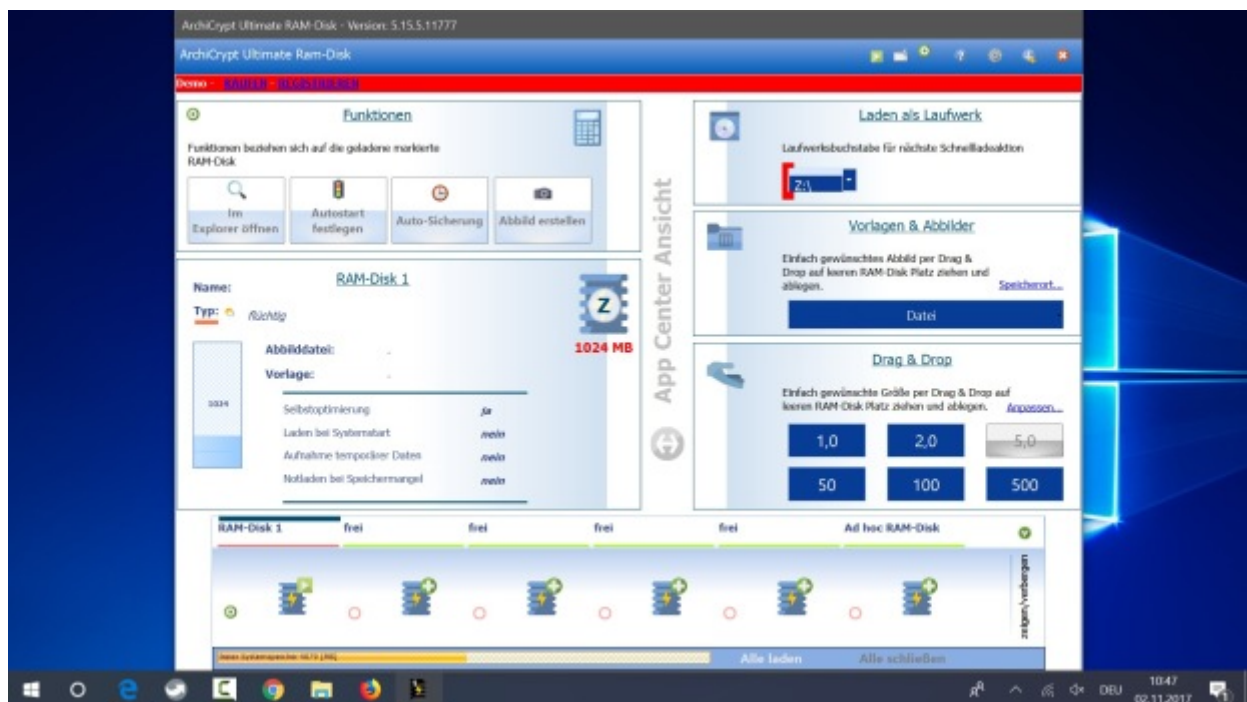 ArchiCrypt Ultimate RAM-Disk - Version: 5.15.5.11777
ArchiCrypt Ultimate Ram-Disk
Demo - KAUFEN - REGISTRIEREN
Funktionen
Funktionen beziehen sich auf die geladene markierte
RAM-Disk
Im
Explorer öffnen
Autostart
festlegen
Auto-Sicherung
Abbild erstellen
RAM-Disk 1
Name:
Typ:
flüchtig
Z
1024 MB
Abbilddatei:
.
Vorlage:
.
1024
Selbstoptimierung
ja
Laden bei Systemstart
nein
Aufnahme temporärer Daten
nein
Notladen bei Speichermangel
nein
App Center Ansicht
Laden als Laufwerk
Laufwerksbuchstabe für nächste Schnellladeaktion
Z:\
Vorlagen & Abbilder
Einfach gewünschtes Abbild per Drag &
Drop auf leeren RAM-Disk Platz ziehen und
ablegen.
Speicherort...
Datei
Drag & Drop
Einfach gewünschte Größe per Drag & Drop auf
leeren RAM-Disk Platz ziehen und ablegen.
Anpassen...
1,0
2,0
5,0
50
100
500
RAM-Disk 1
frei
frei
frei
frei
Ad hoc RAM-Disk
zeigen/verbergen
Alle laden
Alle schließen
DEU
10:47
02.11.2017